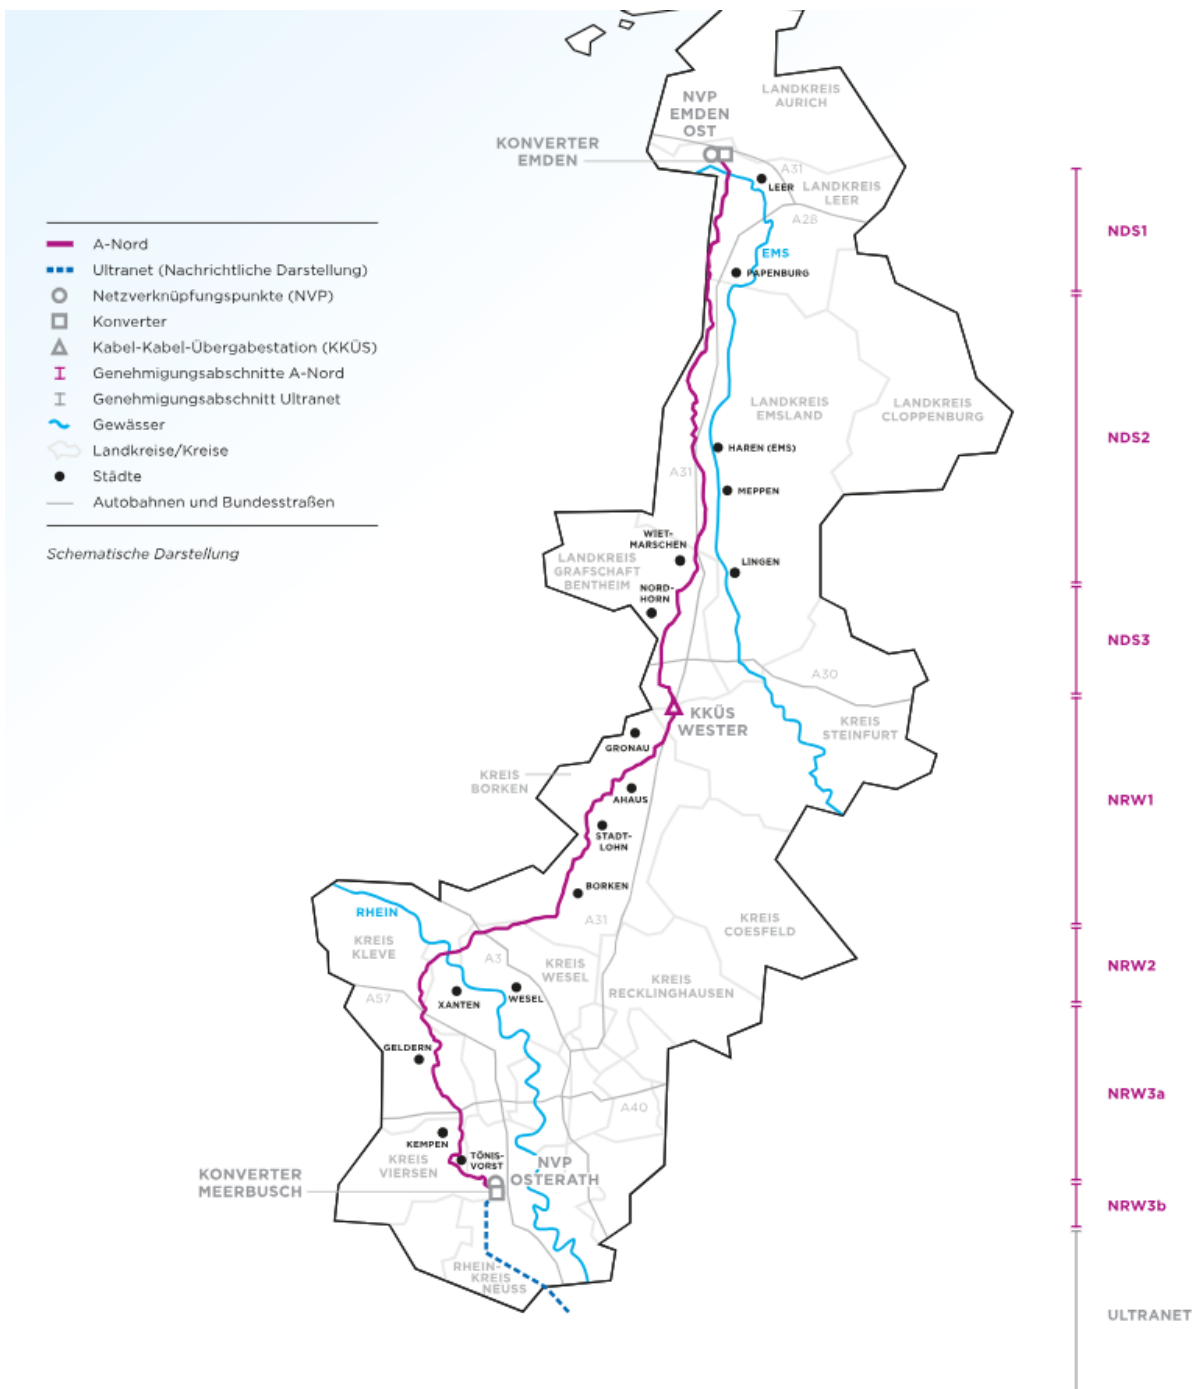 LANDKREIS
AURICH
NVP
EMDEN
OST
KONVERTER
EMDEN
A31
LEER
LANDKREIS
LEER
A28
EMS
PAPENBURG
NDS1
A-Nord
Ultranet (Nachrichtliche Darstellung)
Netzverknüpfungspunkte (NVP)
Konverter
Kabel-Kabel-Übergabestation (KKÜS)
Genehmigungsabschnitte A-Nord
Genehmigungsabschnitt Ultranet
Gewässer
Landkreise/Kreise
Städte
Autobahnen und Bundesstraßen
Schematische Darstellung
LANDKREIS
EMSLAND
LANDKREIS
CLOPPENBURG
NDS2
HAREN (EMS)
A31
MEPPEN
WIET-
MARSCHEN
LANDKREIS
GRAFSCHAFT
BENTHEIM
LINGEN
NORD-
HORN
NDS3
A30
KKÜS
WESTER
KREIS
STEINFURT
GRONAU
KREIS
BORKEN
AHAUS
NRW1
STADT-
LOHN
BORKEN
RHEIN
A31
KREIS
COESFELD
KREIS
KLEVE
A3
KREIS
WESEL
NRW2
KREIS
RECKLINGHAUSEN
A57
XANTEN
WESEL
GELDERN
NRW3a
A40
KEMPEN
KREIS
VIERSEN
TÖNIS-
VORST
NVP
OSTERATH
KONVERTER
MEERBUSCH
NRW3b
RHEIN-
KREIS
NEUSS
ULTRANET